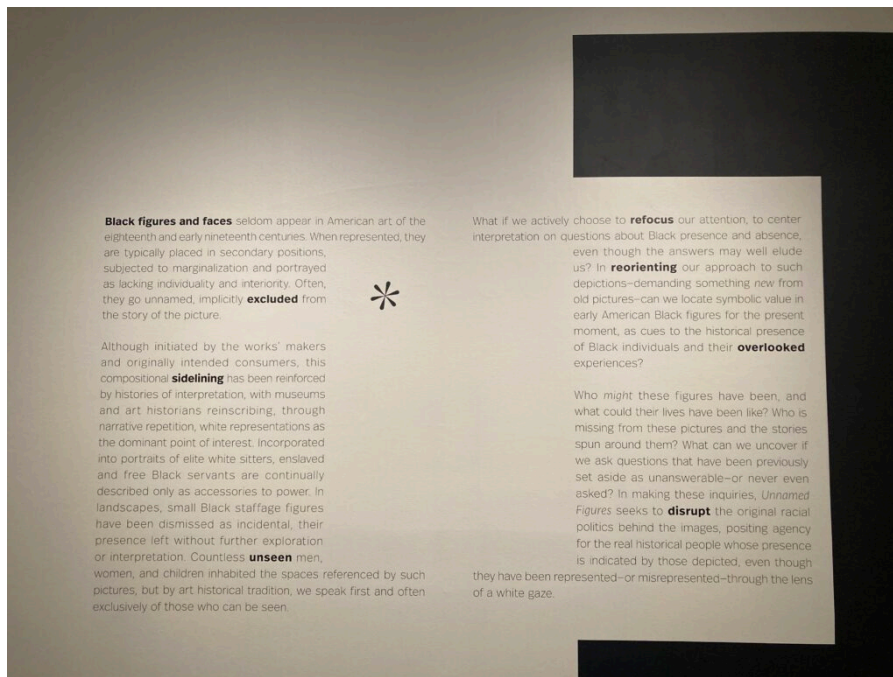 Black figures and faces seldom appear in American art of the
eighteenth and early nineteenth centuries. When represented, they
are typically placed in secondary positions,
subjected to marginalization and portrayed
as lacking individuality and interiority. Often,
they go unnamed, implicitly excluded from
the story of the picture.
Although initiated by the works' makers
and originally intended consumers, this
compositional sidelining has been reinforced
by histories of interpretation, with museums
and art historians reinscribing, through
narrative repetition, white representations as
the dominant point of interest. Incorporated
into portraits of elite white sitters, enslaved
and free Black servants are continually
described only as accessories to power. In
landscapes, small Black staffage figures
have been dismissed as incidental, their
presence left without further exploration
or interpretation. Countless unseen men,
women, and children inhabited the spaces referenced by such
pictures, but by art historical tradition, we speak first and often
exclusively of those who can be seen.
*
What if we actively choose to refocus our attention, to center
interpretation on questions about Black presence and absence,
even though the answers may well elude
us? In reorienting our approach to such
depictions—demanding something new from
old pictures—can we locate symbolic value in
early American Black figures for the present
moment, as cues to the historical presence
of Black individuals and their overlooked
experiences?
Who might these figures have been, and
what could their lives have been like? Who is
missing from these pictures and the stories
spun around them? What can we uncover if
we ask questions that have been previously
set aside as unanswerable—or never even
asked? In making these inquiries, Unnamed
Figures seeks to disrupt the original racial
politics behind the images, positing agency
for the real historical people whose presence
is indicated by those depicted, even though
they have been represented—or misrepresented—through the lens
of a white gaze.